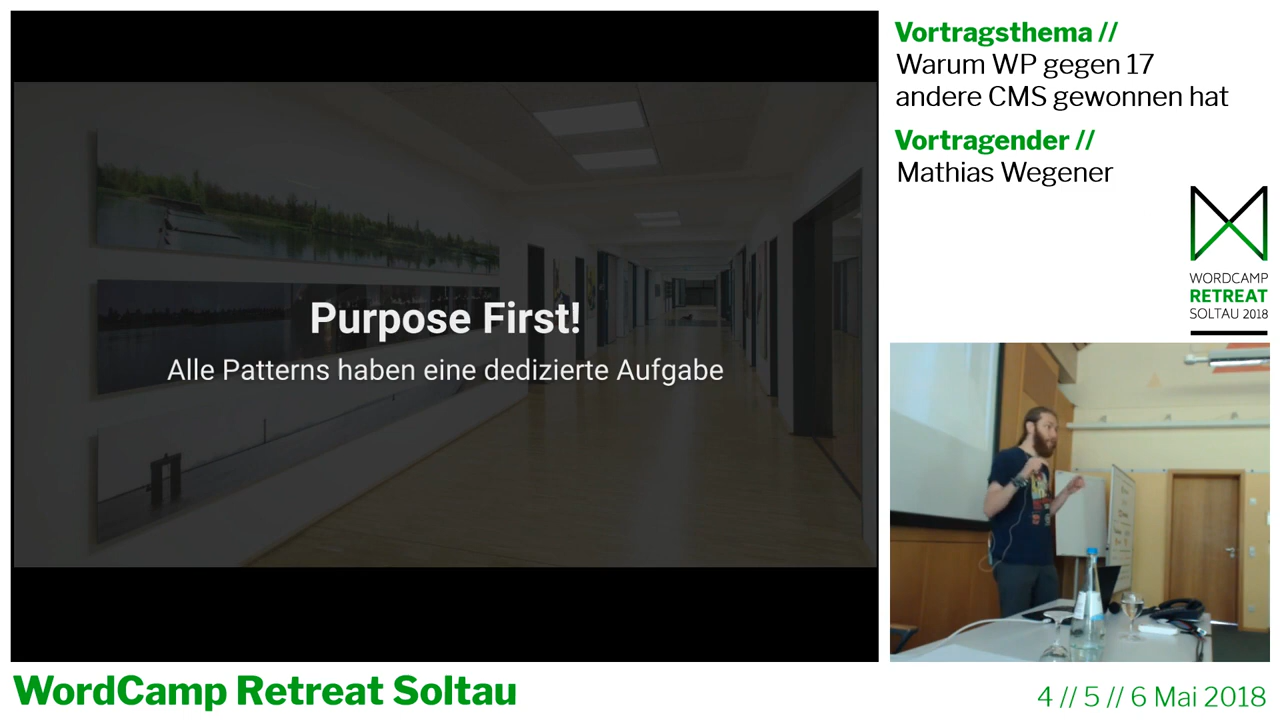 Purpose First!
Alle Patterns haben eine dedizierte Aufgabe
Vortragsthema //
Warum WP gegen 17
andere CMS gewonnen hat
Vortragender //
Mathias Wegener
WORDCAMP
RETREAT
SOLTAU 2018
WordCamp Retreat Soltau
4 // 5 // 6 Mai 2018